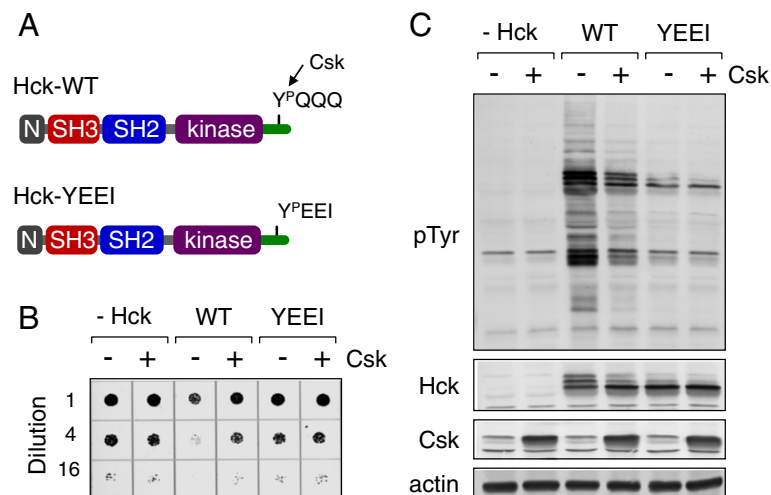 A
Csk
Hck-WT
YᴾQQQ
N SH3 SH2 kinase
Hck-YEEI
YᴾEEI
N SH3 SH2 kinase
B
- Hck WT YEEI
- + - + - + Csk
Dilution
1
4
16
C
- Hck WT YEEI
- + - + - + Csk
pTyr
Hck
Csk
actin